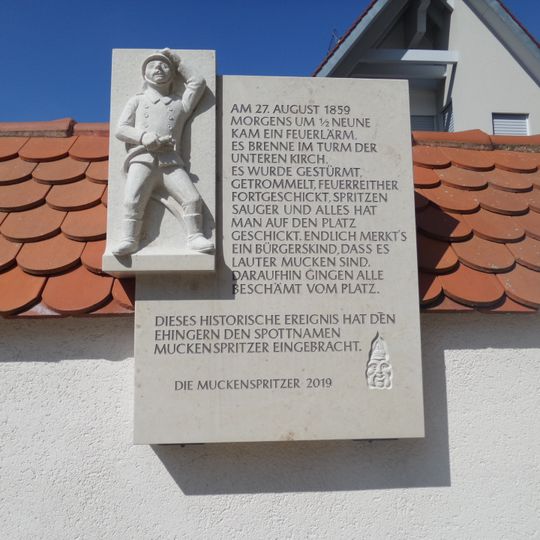 AM 27. AUGUST 1859
MORGENS UM ½ NEUNE
KAM EIN FEUERLÄRM,
ES BRENNE IM TURM DER
UNTEREN KIRCH.
ES WURDE GESTÜRMT,
GETROMMELT, FEUERREITHER
FORTGESCHICKT, SPRITZEN
SAUGER UND ALLES HAT
MAN AUF DEN PLATZ
GESCHICKT. ENDLICH MERKT'S
EIN BÜRGERSKIND, DASS ES
LAUTER MUCKEN SIND.
DARAUFHIN GINGEN ALLE
BESCHÄMT VOM PLATZ.
DIESES HISTORISCHE EREIGNIS HAT DEN
EHINGERN DEN SPOTTNAMEN
MUCKENSPRITZER EINGEBRACHT.
DIE MUCKENSPRITZER 2019